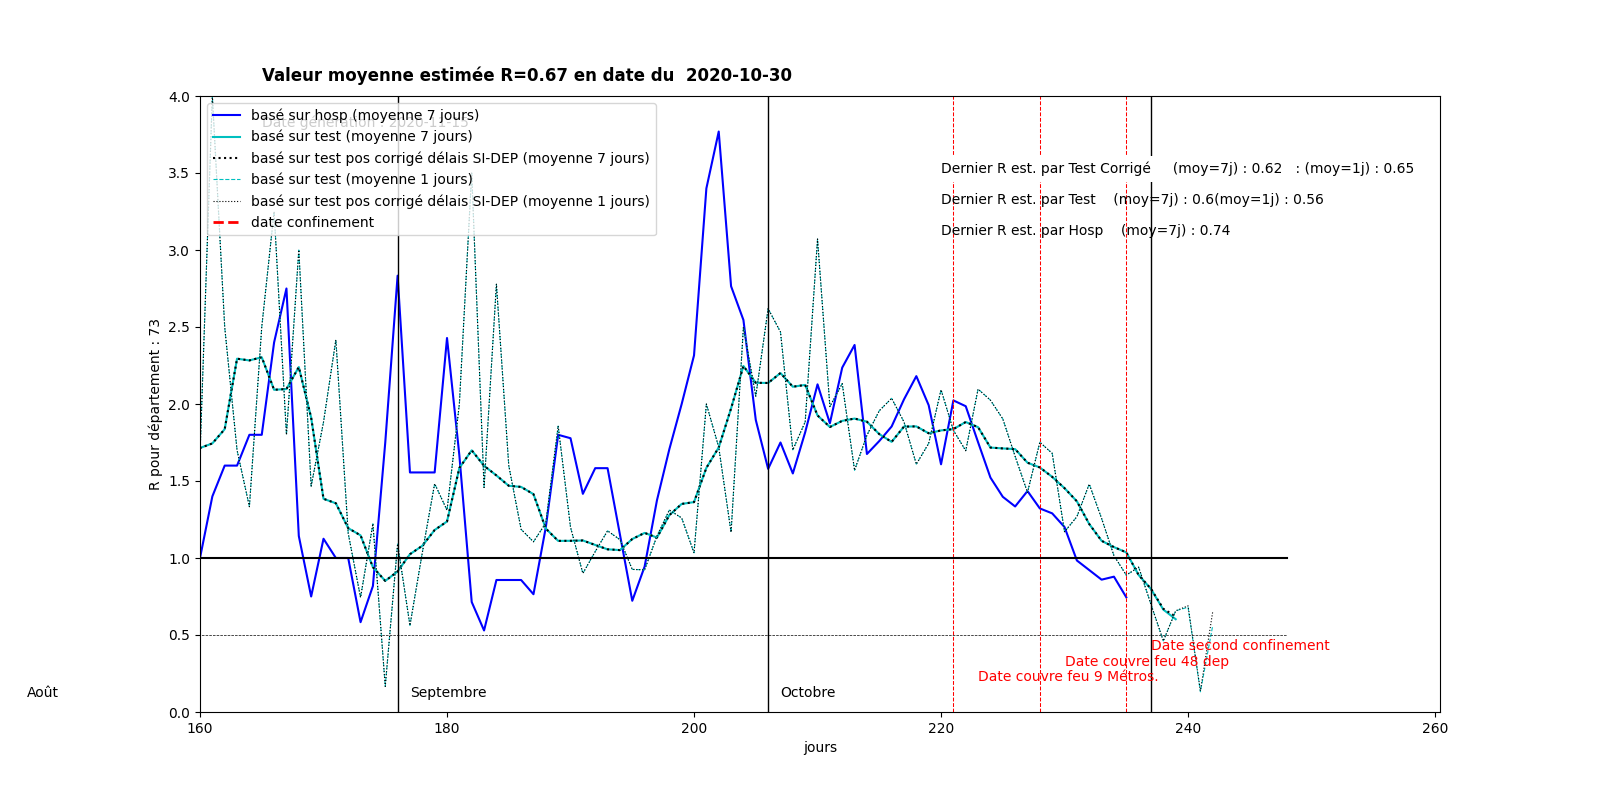 Valeur moyenne estimée R=0.67 en date du  2020-10-30
4.0
3.5
3.0
2.5
2.0
1.5
1.0
0.5
0.0
R pour département : 73
Date génération : 2020-11-15
basé sur hosp (moyenne 7 jours)
basé sur test (moyenne 7 jours)
basé sur test pos corrigé délais SI-DEP (moyenne 7 jours)
basé sur test (moyenne 1 jours)
basé sur test pos corrigé délais SI-DEP (moyenne 1 jours)
date confinement
Dernier R est. par Test Corrigé     (moy=7j) : 0.62   : (moy=1j) : 0.65
Dernier R est. par Test    (moy=7j) : 0.6(moy=1j) : 0.56
Dernier R est. par Hosp    (moy=7j) : 0.74
Date second confinement
Date couvre feu 48 dep
Date couvre feu 9 Métros.
Août
Septembre
Octobre
160
180
200
220
240
260
jours